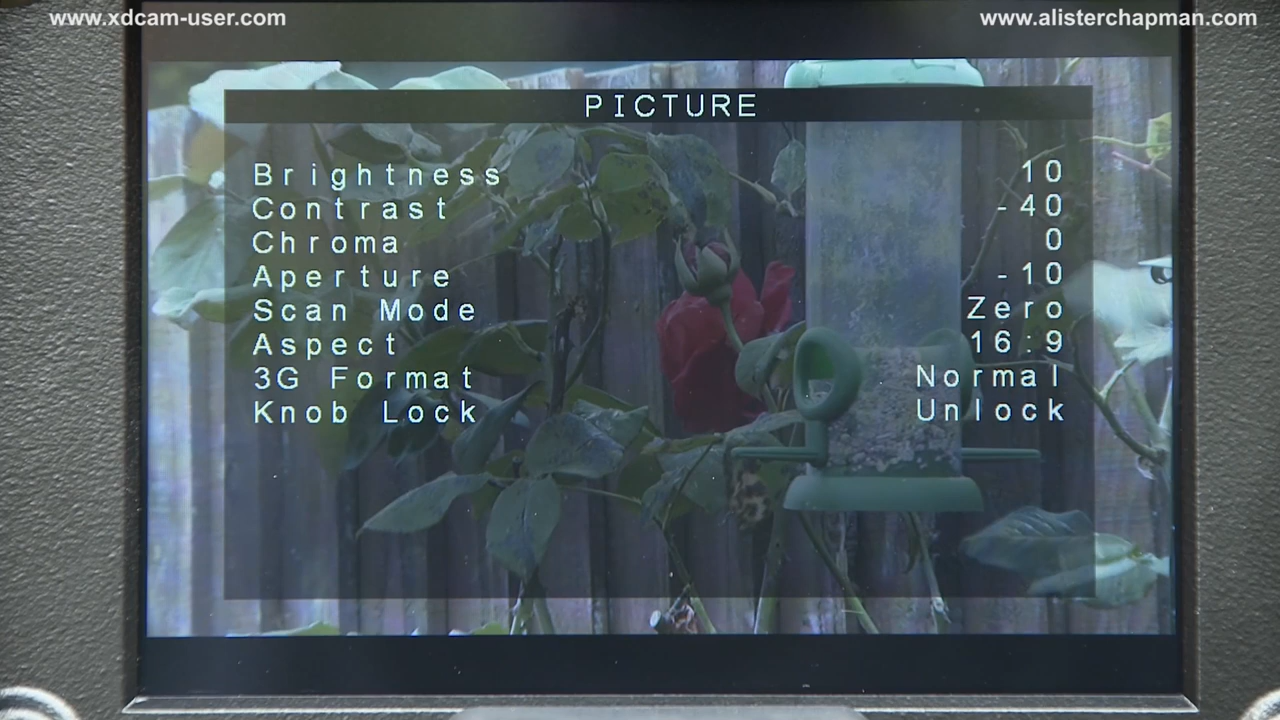 www.xdcam-user.com www.alisterchapman.com
PICTURE
Brightness 10
Contrast -40
Chroma 0
Aperture -10
Scan Mode Zero
Aspect 16:9
3G Format Normal
Knob Lock Unlock